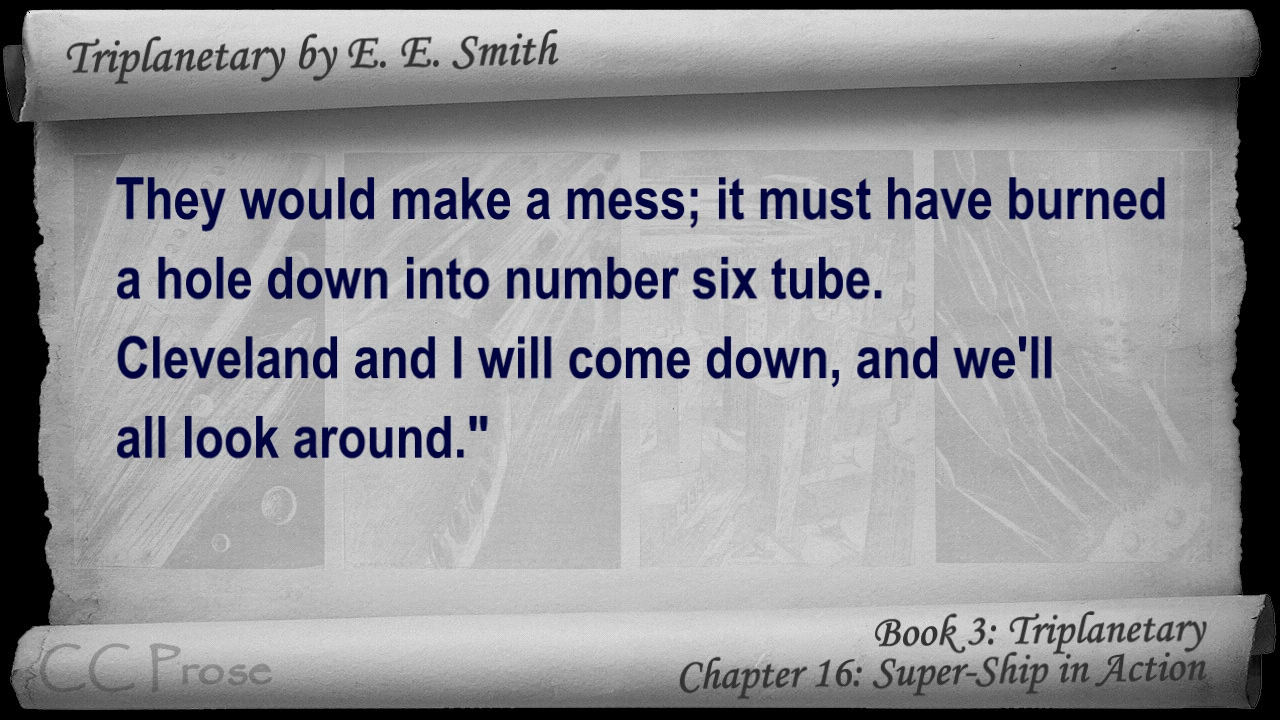 Triplanetary by E. E. Smith
They would make a mess; it must have burned
a hole down into number six tube.
Cleveland and I will come down, and we'll
all look around."
Book 3: Triplanetary
CC Prose
Chapter 16: Super-Ship in Action